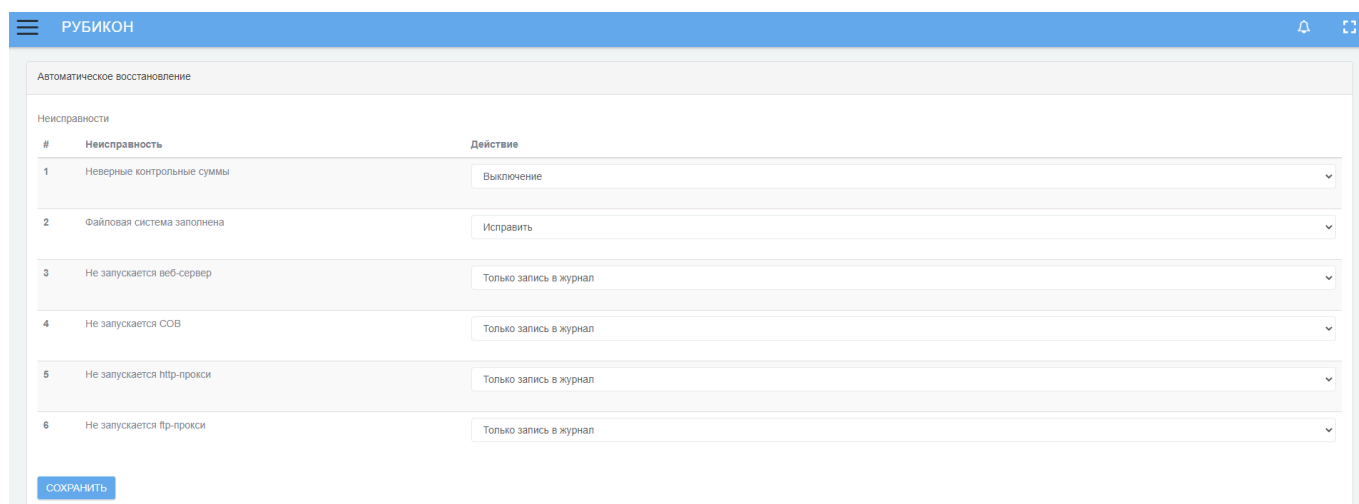 РУБИКОН
Автоматическое восстановление
Неисправности
# Неисправность Действие
1 Неверные контрольные суммы Выключение
2 Файловая система заполнена Исправить
3 Не запускается веб-сервер Только запись в журнал
4 Не запускается СОВ Только запись в журнал
5 Не запускается http-прокси Только запись в журнал
6 Не запускается ftp-прокси Только запись в журнал
СОХРАНИТЬ